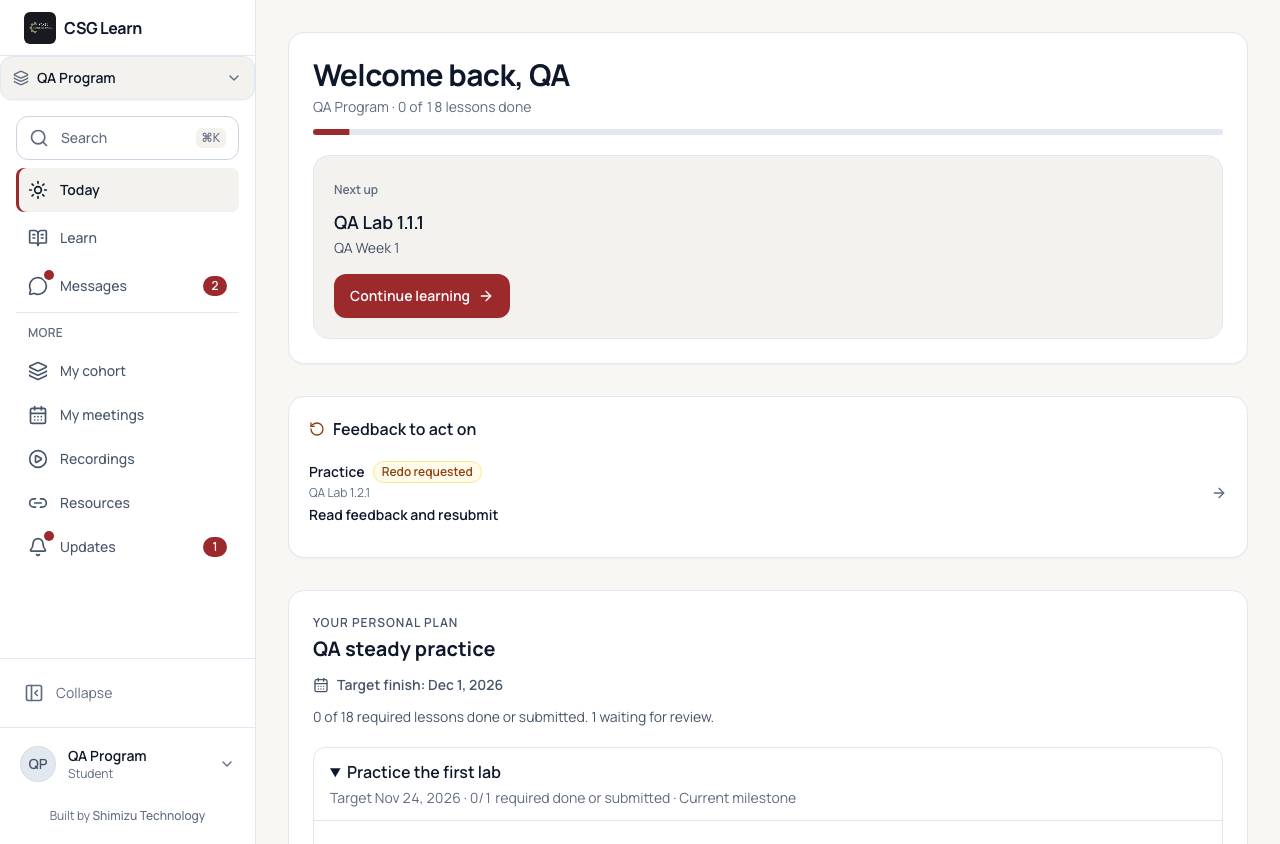 CSG Learn
QA Program
Search ⌘K
Today
Learn
Messages 2
MORE
My cohort
My meetings
Recordings
Resources
Updates 1
Collapse
QP
QA Program
Student
Built by Shimizu Technology
Welcome back, QA
QA Program · 0 of 18 lessons done
Next up
QA Lab 1.1.1
QA Week 1
Continue learning →
Feedback to act on
Practice Redo requested
QA Lab 1.2.1
Read feedback and resubmit
YOUR PERSONAL PLAN
QA steady practice
Target finish: Dec 1, 2026
0 of 18 required lessons done or submitted. 1 waiting for review.
▼ Practice the first lab
Target Nov 24, 2026 · 0/1 required done or submitted · Current milestone